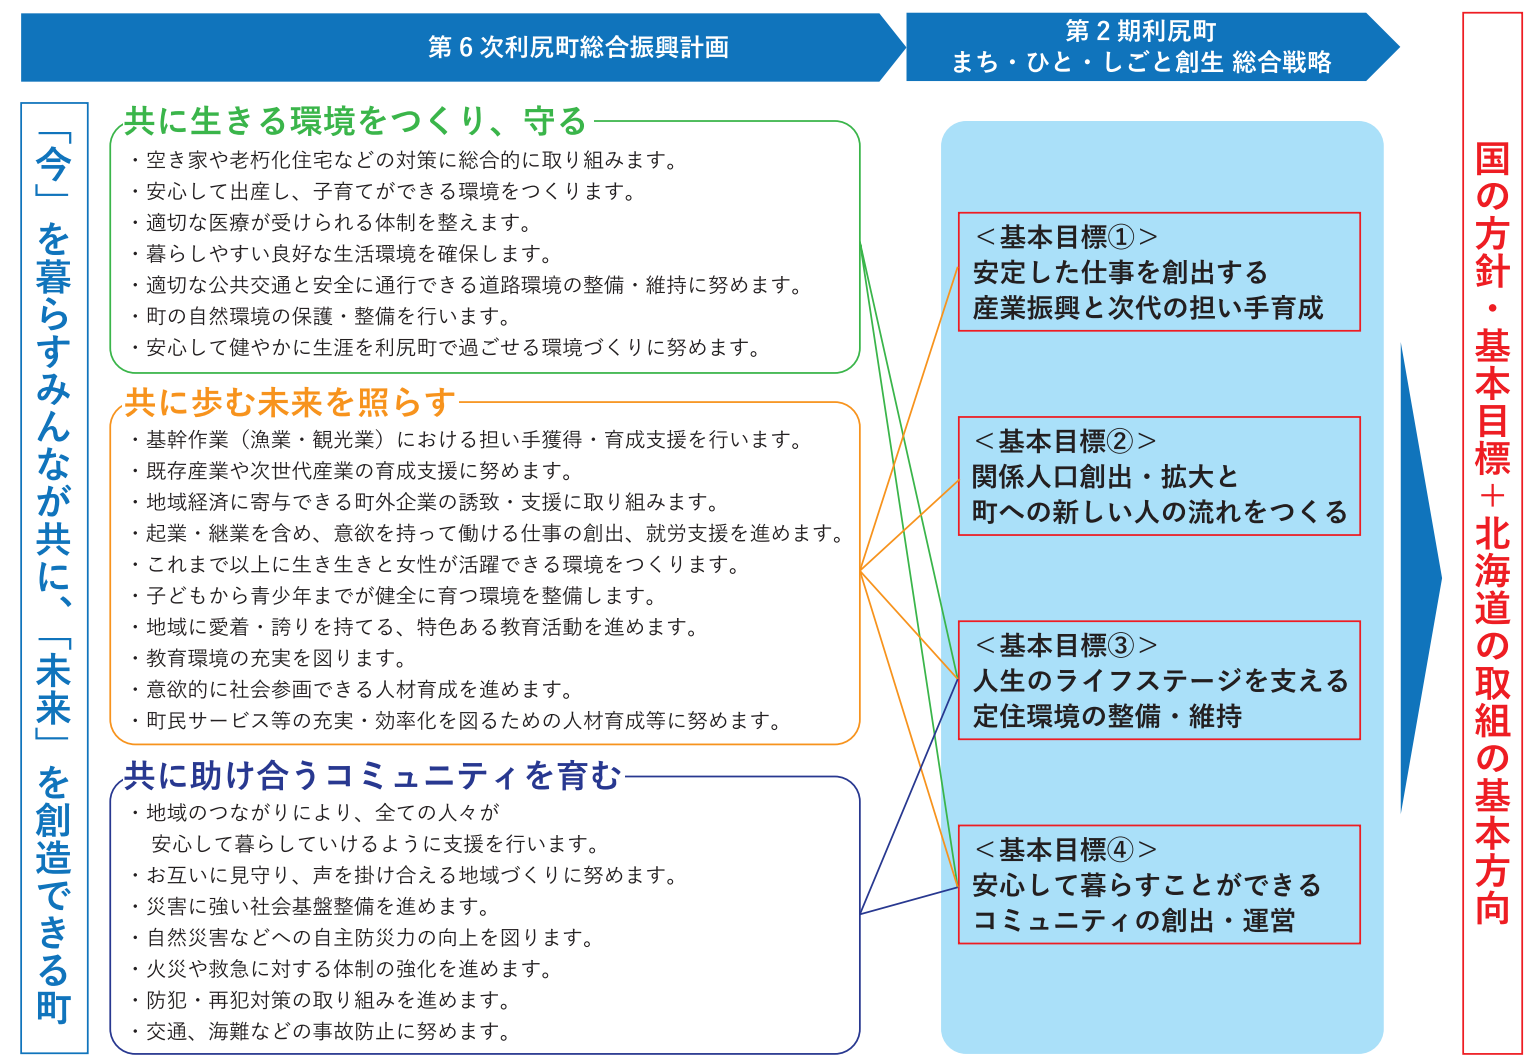 第6次利尻町総合振興計画
第2期利尻町
まち・ひと・しごと創生 総合戦略
「今」を暮らすみんなが共に、「未来」を創造できる町
共に生きる環境をつくり、守る
・空き家や老朽化住宅などの対策に総合的に取り組みます。
・安心して出産し、子育てができる環境をつくります。
・適切な医療が受けられる体制を整えます。
・暮らしやすい良好な生活環境を確保します。
・適切な公共交通と安全に通行できる道路環境の整備・維持に努めます。
・町の自然環境の保護・整備を行います。
・安心して健やかに生涯を利尻町で過ごせる環境づくりに努めます。
共に歩む未来を照らす
・基幹作業（漁業・観光業）における担い手獲得・育成支援を行います。
・既存産業や次世代産業の育成支援に努めます。
・地域経済に寄与できる町外企業の誘致・支援に取り組みます。
・起業・継業を含め、意欲を持って働ける仕事の創出、就労支援を進めます。
・これまで以上に生き生きと女性が活躍できる環境をつくります。
・子どもから青少年までが健全に育つ環境を整備します。
・地域に愛着・誇りを持てる、特色ある教育活動を進めます。
・教育環境の充実を図ります。
・意欲的に社会参画できる人材育成を進めます。
・町民サービス等の充実・効率化を図るための人材育成等に努めます。
共に助け合うコミュニティを育む
・地域のつながりにより、全ての人々が
安心して暮らしていけるように支援を行います。
・お互いに見守り、声を掛け合える地域づくりに努めます。
・災害に強い社会基盤整備を進めます。
・自然災害などへの自主防災力の向上を図ります。
・火災や救急に対する体制の強化を進めます。
・防犯・再犯対策の取り組みを進めます。
・交通、海難などの事故防止に努めます。
＜基本目標①＞
安定した仕事を創出する
産業振興と次代の担い手育成
＜基本目標②＞
関係人口創出・拡大と
町への新しい人の流れをつくる
＜基本目標③＞
人生のライフステージを支える
定住環境の整備・維持
＜基本目標④＞
安心して暮らすことができる
コミュニティの創出・運営
国の方針・基本目標＋北海道の取組の基本方向